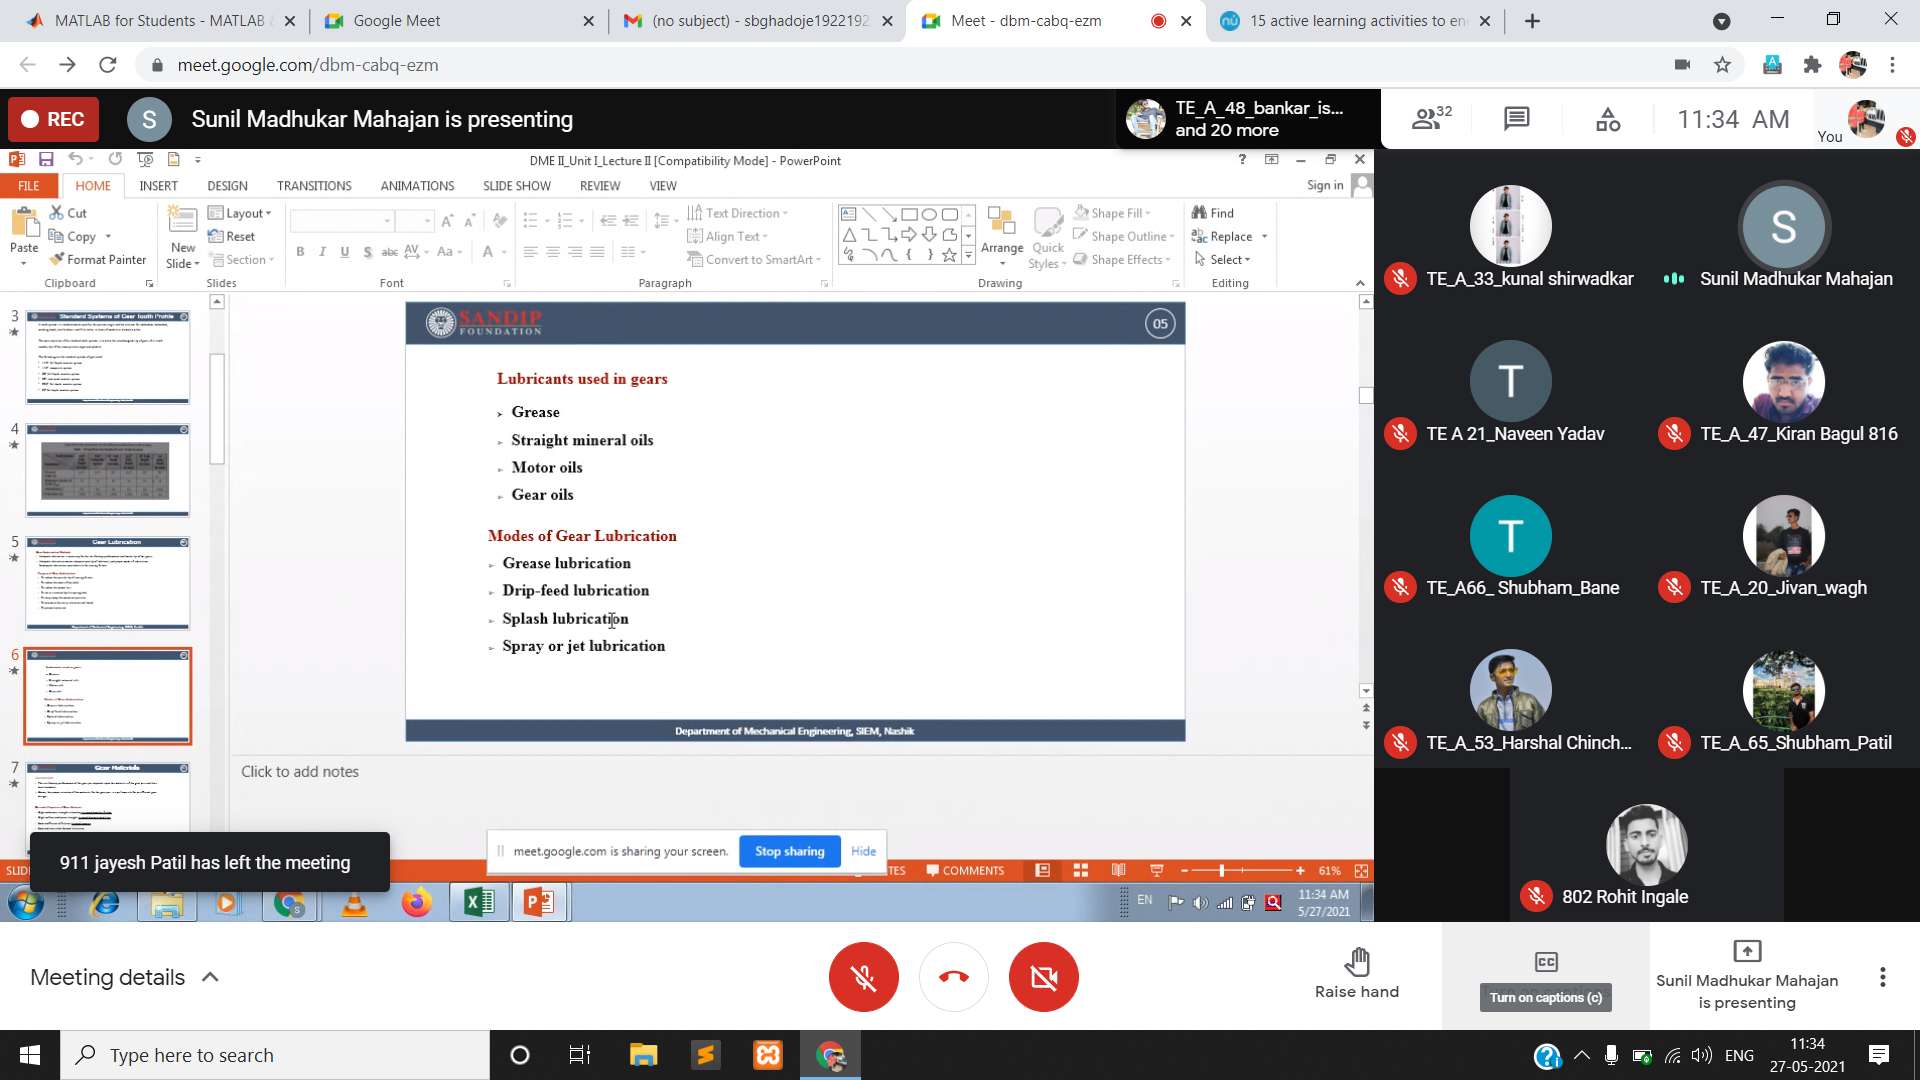 MATLAB for Students - MATLAB &
Google Meet
(no subject) - sbghadoje1922192
Meet - dbm-cabq-ezm
15 active learning activities to en
meet.google.com/dbm-cabq-ezm
REC
S
Sunil Madhukar Mahajan is presenting
TE_A_48_bankar_is...
and 20 more
32
11:34 AM
You
DME II_Unit I_Lecture II [Compatibility Mode] - PowerPoint
FILE HOME INSERT DESIGN TRANSITIONS ANIMATIONS SLIDE SHOW REVIEW VIEW
Sign in
Paste
Cut
Copy
Format Painter
Clipboard
New
Slide
Layout
Reset
Section
Slides
Font
Text Direction
Align Text
Convert to SmartArt
Paragraph
Arrange
Quick
Styles
Shape Fill
Shape Outline
Shape Effects
Drawing
Find
Replace
Select
Editing
3
Standard Systems of Gear Tooth Profile
4
5
Gear Lubrication
6
7
Gear Materials
SANDIP
FOUNDATION
05
Lubricants used in gears
Grease
Straight mineral oils
Motor oils
Gear oils
Modes of Gear Lubrication
Grease lubrication
Drip-feed lubrication
Splash lubrication
Spray or jet lubrication
Department of Mechanical Engineering, SIEM, Nashik
Click to add notes
911 jayesh Patil has left the meeting
meet.google.com is sharing your screen.
Stop sharing
Hide
COMMENTS
61%
EN
11:34 AM
5/27/2021
TE_A_33_kunal shirwadkar
S
Sunil Madhukar Mahajan
T
TE A 21_Naveen Yadav
TE_A_47_Kiran Bagul 816
T
TE_A66_ Shubham_Bane
TE_A_20_Jivan_wagh
TE_A_53_Harshal Chinch...
TE_A_65_Shubham_Patil
802 Rohit Ingale
Meeting details
Raise hand
Turn on captions (c)
Sunil Madhukar Mahajan
is presenting
Type here to search
ENG
11:34
27-05-2021